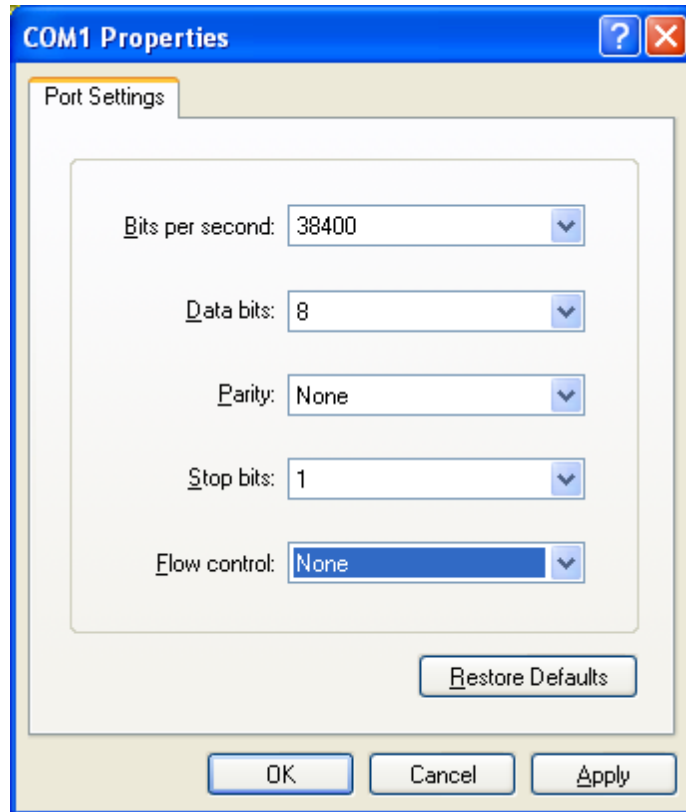 COM1 Properties
Port Settings
Bits per second: 38400
Data bits: 8
Parity: None
Stop bits: 1
Flow control: None
Restore Defaults
OK Cancel Apply